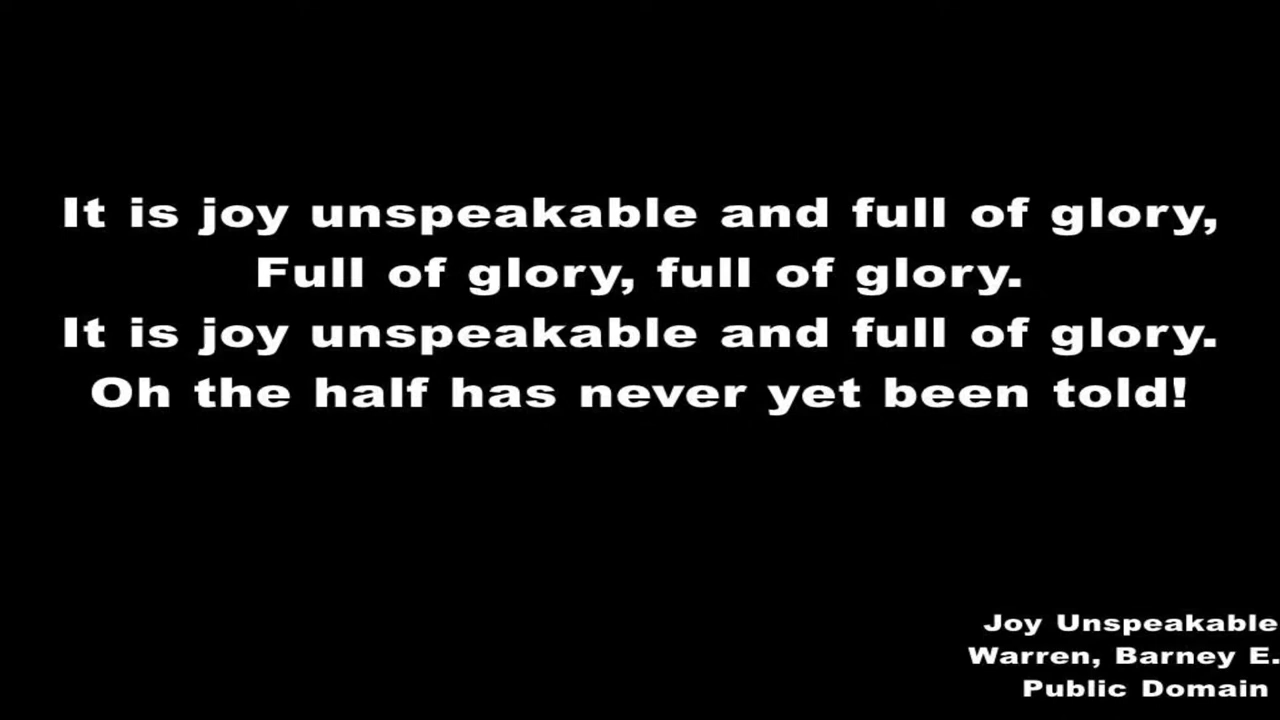 It is joy unspeakable and full of glory,
Full of glory, full of glory.
It is joy unspeakable and full of glory.
Oh the half has never yet been told!
Joy Unspeakable
Warren, Barney E.
Public Domain